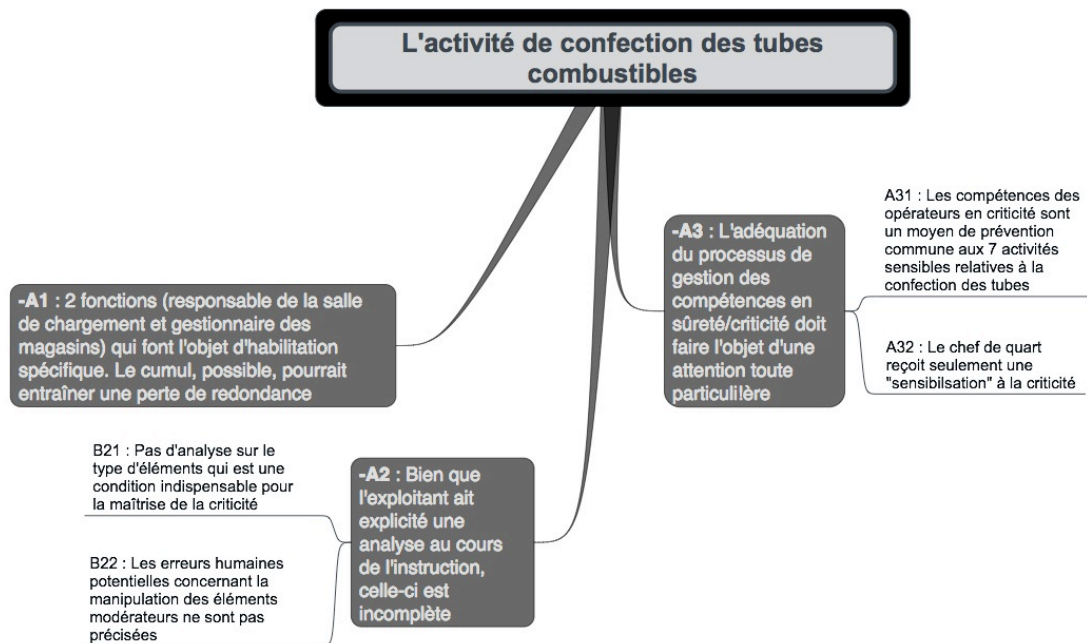 L'activité de confection des tubes
combustibles
-A1 : 2 fonctions (responsable de la salle
de chargement et gestionnaire des
magasins) qui font l'objet d'habilitation
spécifique. Le cumul, possible, pourrait
entraîner une perte de redondance
-A3 : L'adéquation
du processus de
gestion des
compétences en
sûreté/criticité doit
faire l'objet d'une
attention toute
particulière
A31 : Les compétences des
opérateurs en criticité sont
un moyen de prévention
commune aux 7 activités
sensibles relatives à la
confection des tubes
A32 : Le chef de quart
reçoit seulement une
"sensibilsation" à la criticité
-A2 : Bien que
l'exploitant ait
explicité une
analyse au cours
de l'instruction,
celle-ci est
incomplète
B21 : Pas d'analyse sur le
type d'éléments qui est une
condition indispensable pour
la maîtrise de la criticité
B22 : Les erreurs humaines
potentielles concernant la
manipulation des éléments
modérateurs ne sont pas
précisées